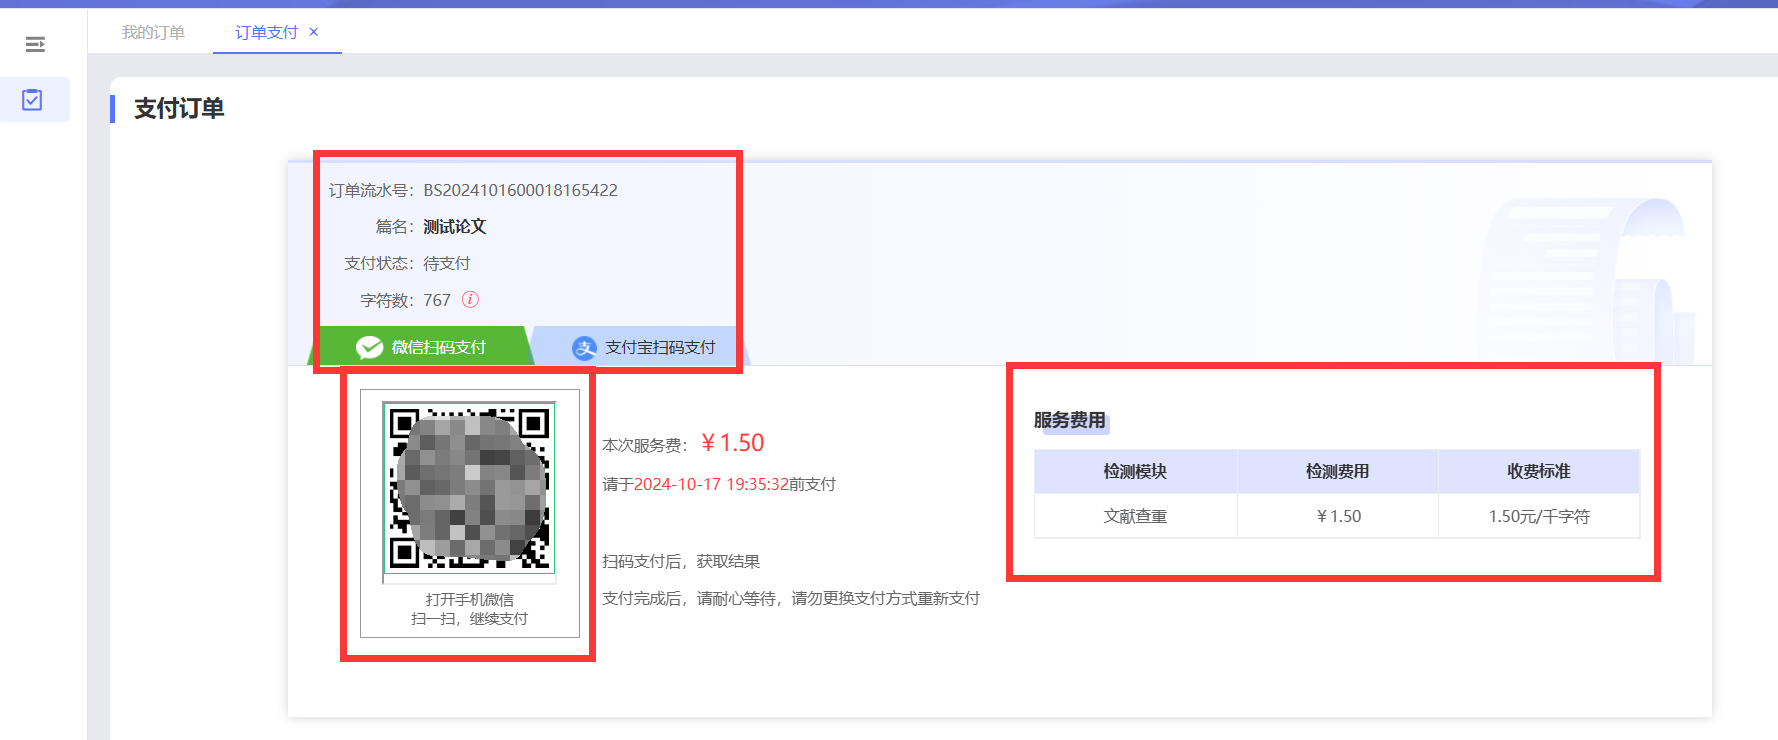 我的订单
订单支付 ×
支付订单
订单流水号：BS2024101600018165422
篇名：测试论文
支付状态：待支付
字符数：767
微信扫码支付
支付宝扫码支付
打开手机微信
扫一扫，继续支付
本次服务费：￥1.50
请于2024-10-17 19:35:32前支付
扫码支付后，获取结果
支付完成后，请耐心等待，请勿更换支付方式重新支付
服务费用
检测模块 检测费用 收费标准
文献查重 ￥1.50 1.50元/千字符